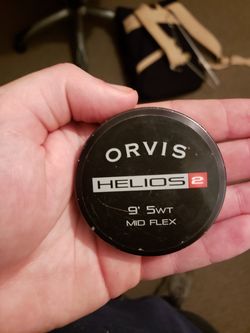 ORVIS
HELIOS 2
9' 5WT
MID FLEX